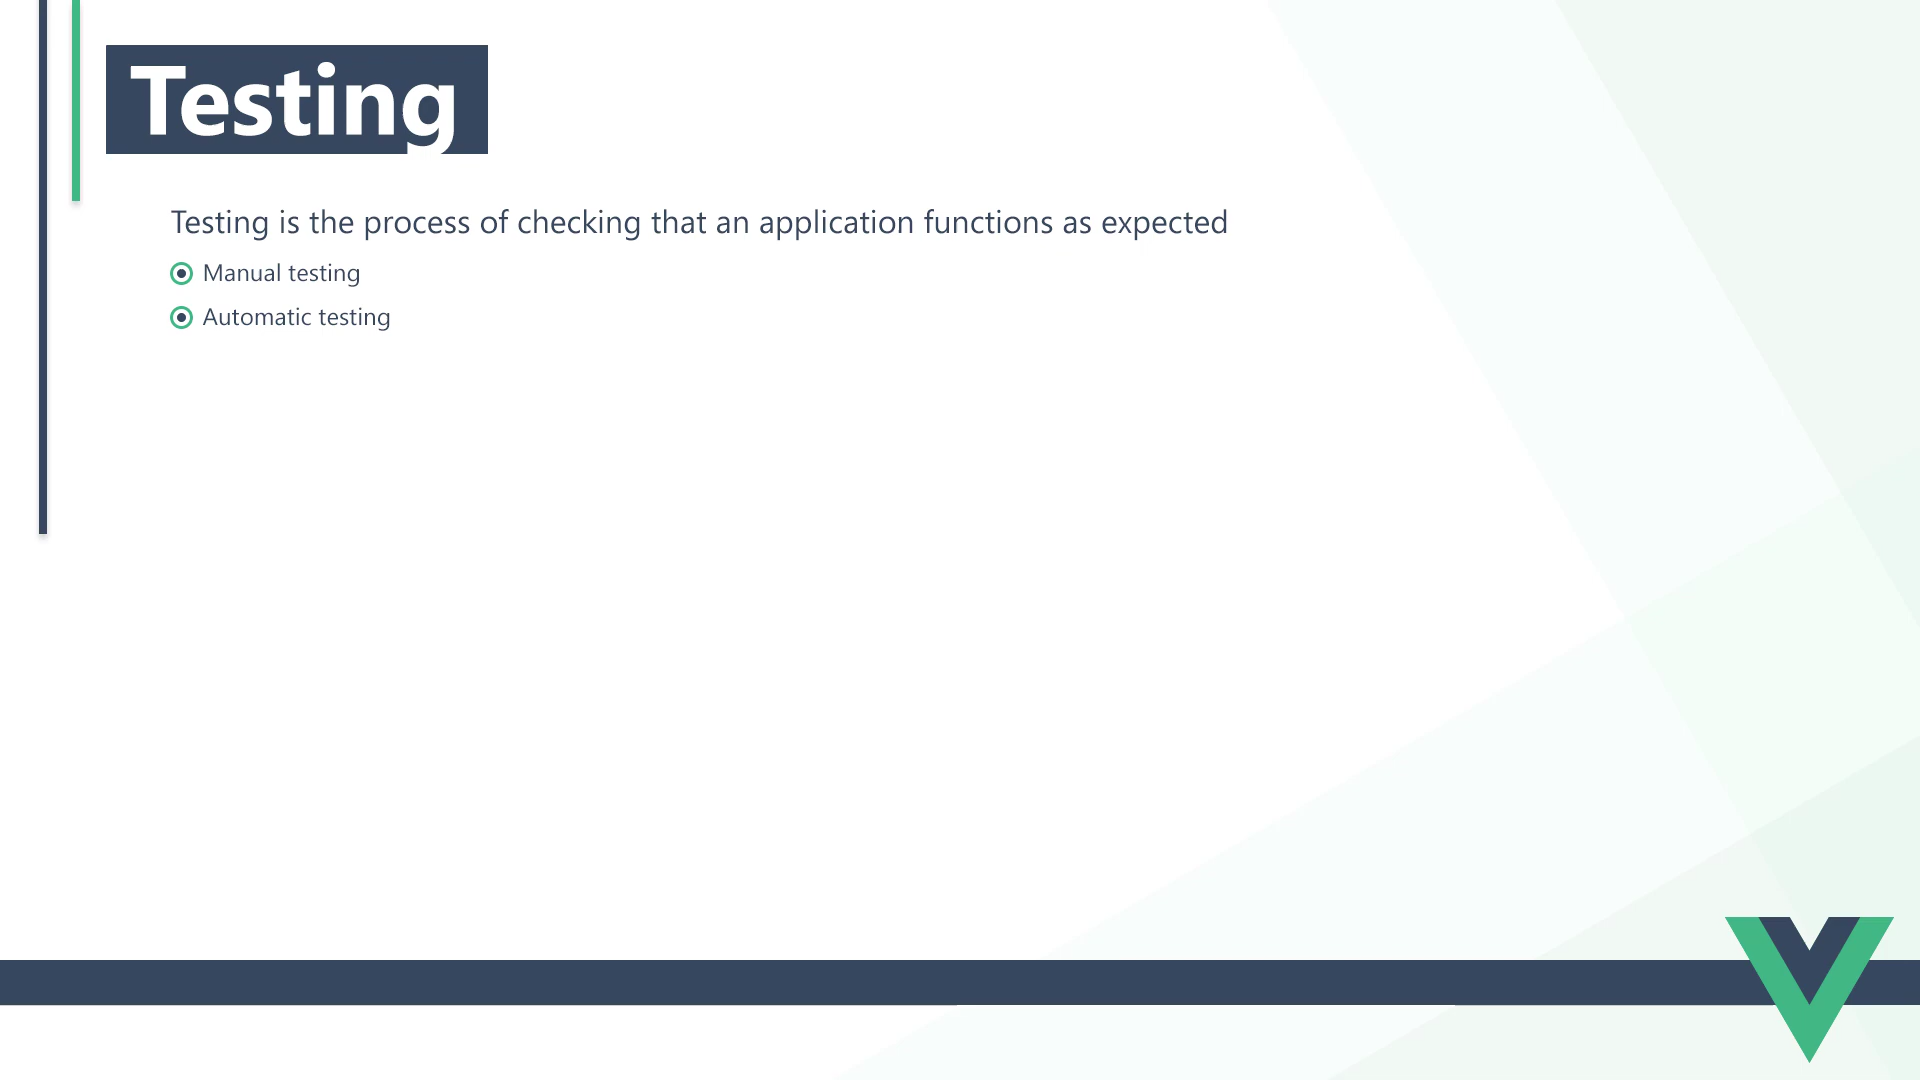 Testing
Testing is the process of checking that an application functions as expected
Manual testing
Automatic testing